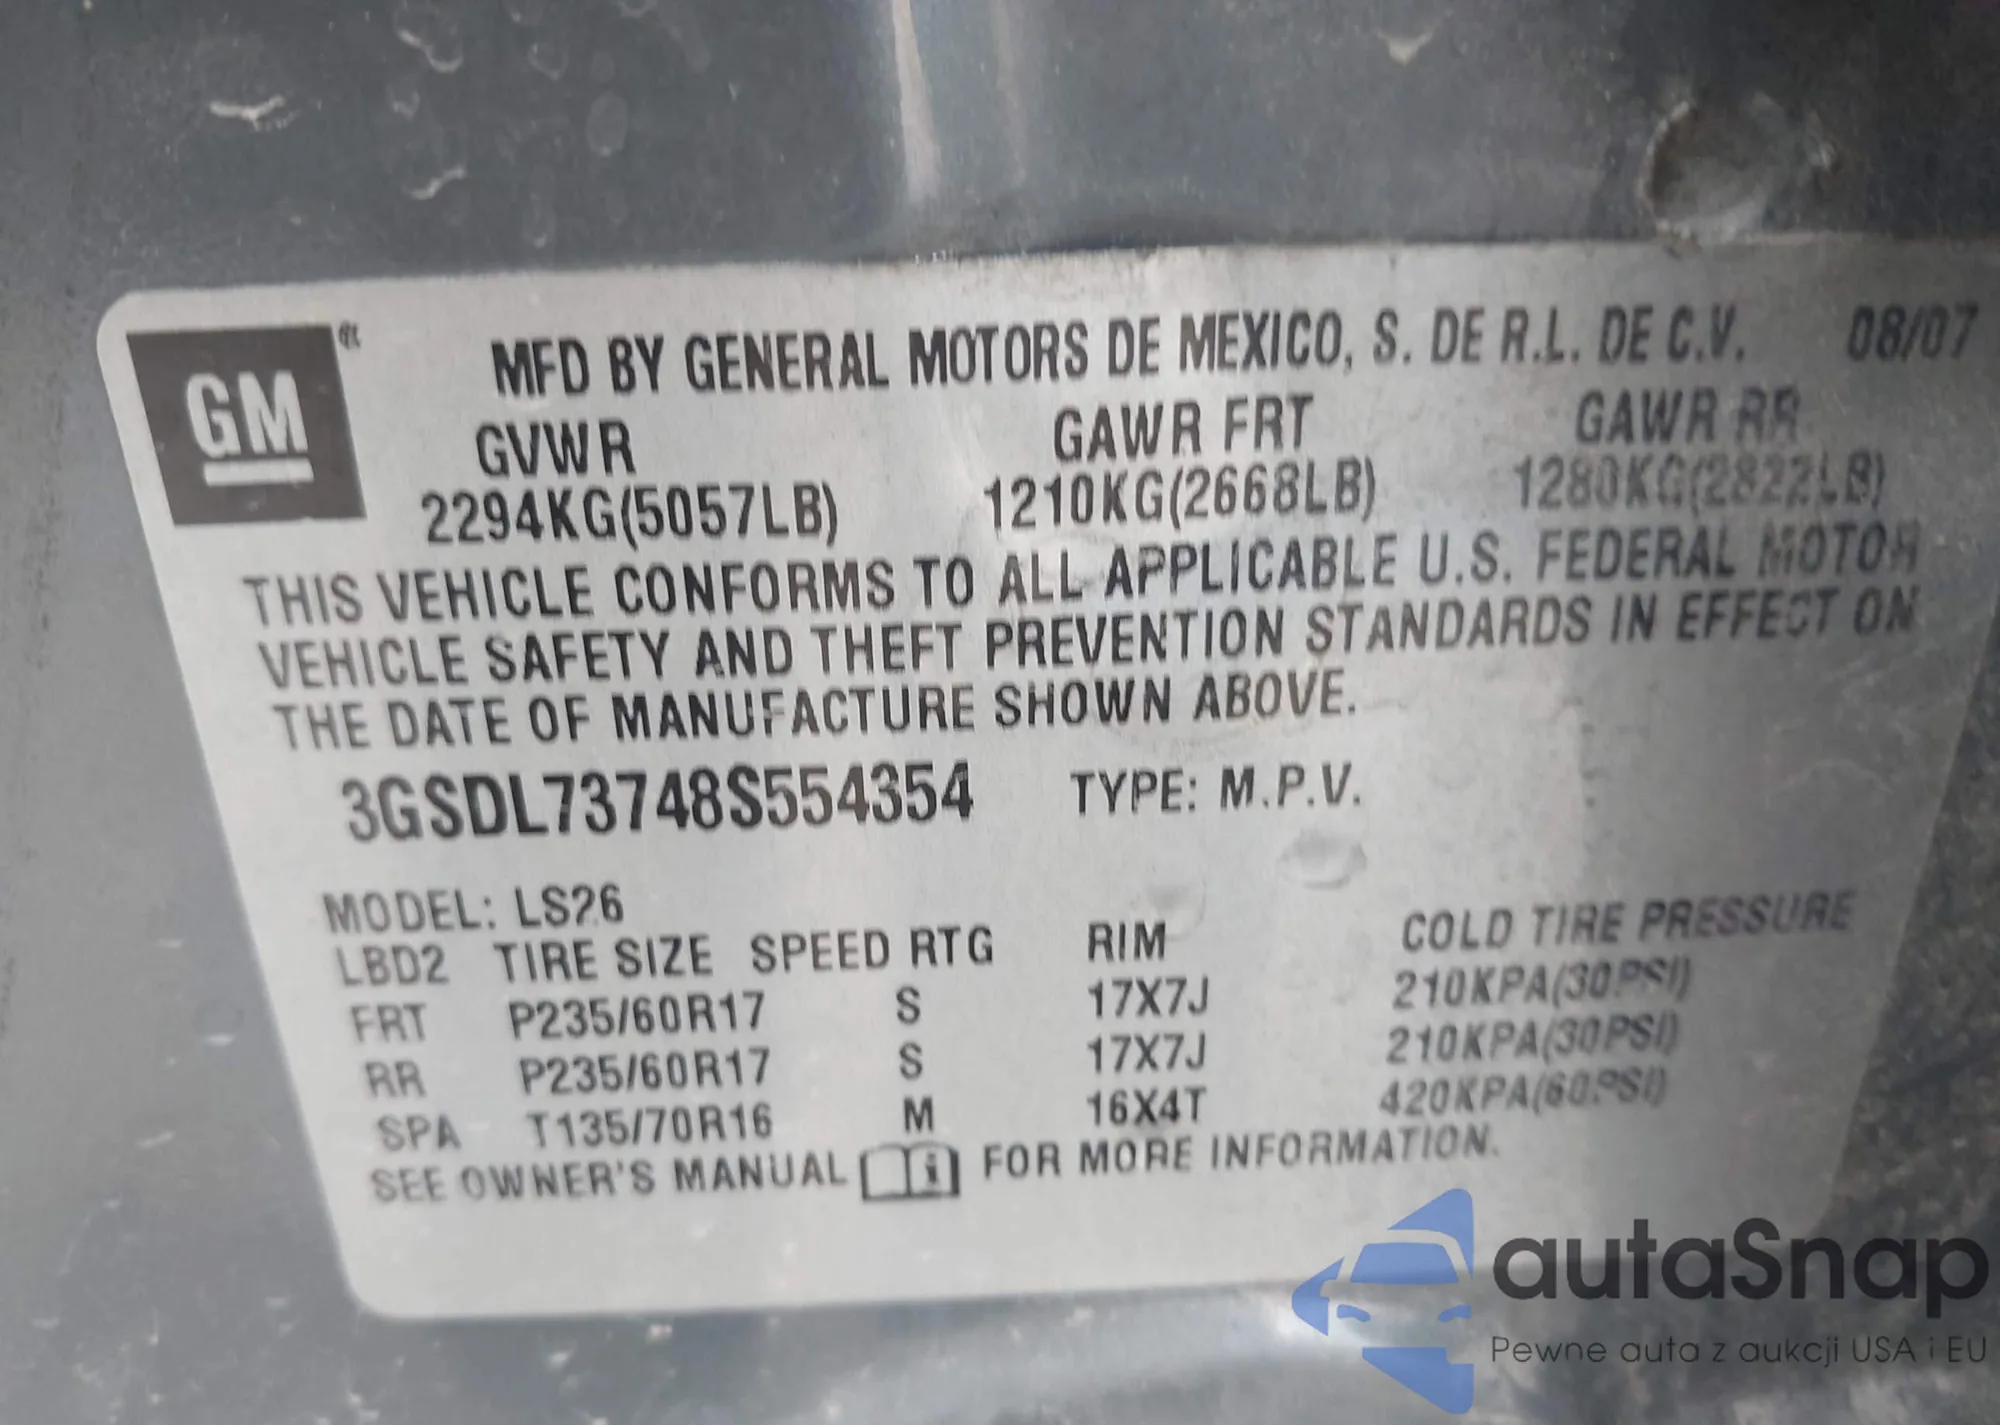 GM
MFD BY GENERAL MOTORS DE MEXICO, S. DE R.L. DE C.V. 08/07
GVWR GAWR FRT GAWR RR
2294KG(5057LB) 1210KG(2668LB) 1280KG(2822LB)
THIS VEHICLE CONFORMS TO ALL APPLICABLE U.S. FEDERAL MOTOR
VEHICLE SAFETY AND THEFT PREVENTION STANDARDS IN EFFECT ON
THE DATE OF MANUFACTURE SHOWN ABOVE.
3GSDL73748S554354 TYPE: M.P.V.
MODEL: LS26
LBD2 TIRE SIZE SPEED RTG RIM COLD TIRE PRESSURE
FRT P235/60R17 S 17X7J 210KPA(30PSI)
RR P235/60R17 S 17X7J 210KPA(30PSI)
SPA T135/70R16 M 16X4T 420KPA(60PSI)
SEE OWNER'S MANUAL i FOR MORE INFORMATION.
autaSnap
Pewne auta z aukcji USA i EU